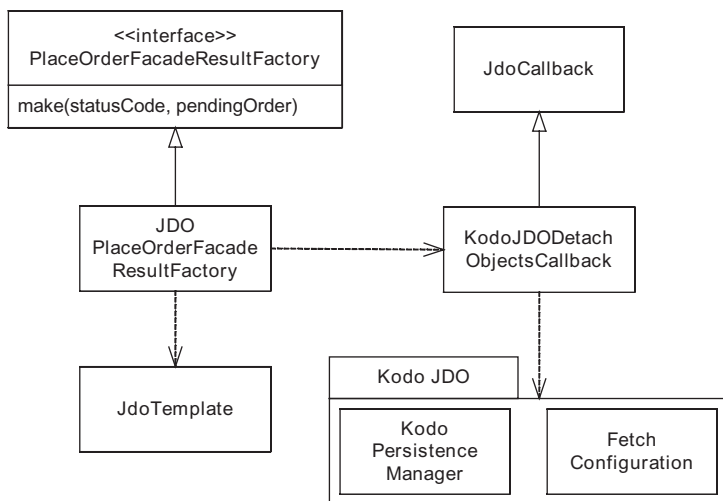 <<interface>>
PlaceOrderFacadeResultFactory
make(statusCode, pendingOrder)
JdoCallback
JDO
PlaceOrderFacade
ResultFactory
KodoJDODetach
ObjectsCallback
JdoTemplate
Kodo JDO
Kodo
Persistence
Manager
Fetch
Configuration